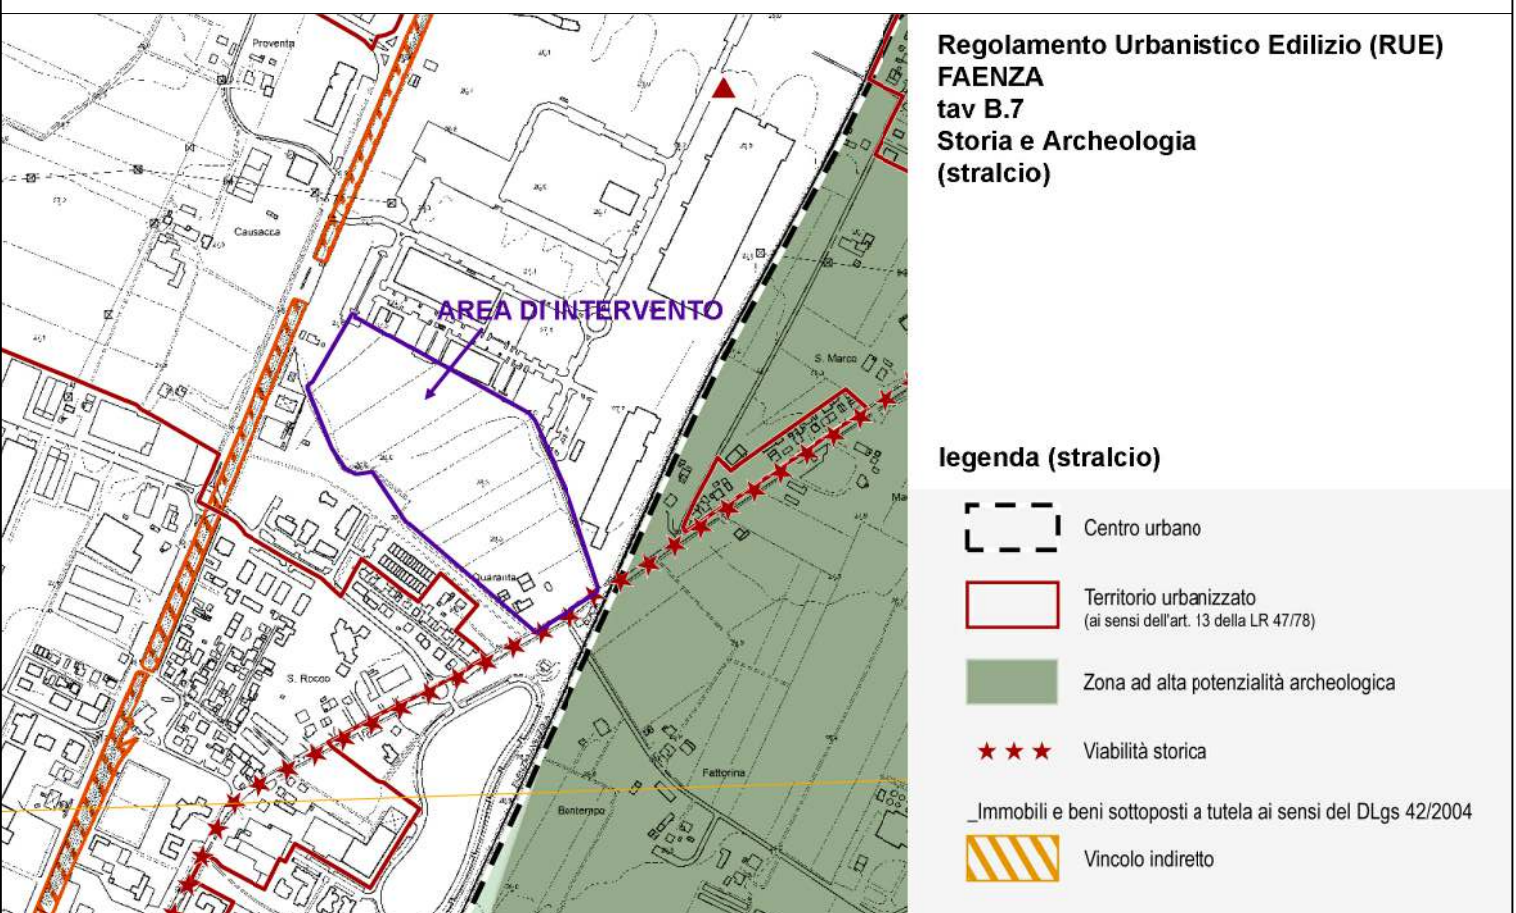 Regolamento Urbanistico Edilizio (RUE)
FAENZA
tav B.7
Storia e Archeologia
(stralcio)
Proventa
Causacca
AREA DI INTERVENTO
S. Marco
Quaranta
S. Rocco
Fattorina
Bentempo
legenda (stralcio)
Centro urbano
Territorio urbanizzato
(ai sensi dell'art. 13 della LR 47/78)
Zona ad alta potenzialità archeologica
Viabilità storica
_Immobili e beni sottoposti a tutela ai sensi del DLgs 42/2004
Vincolo indiretto